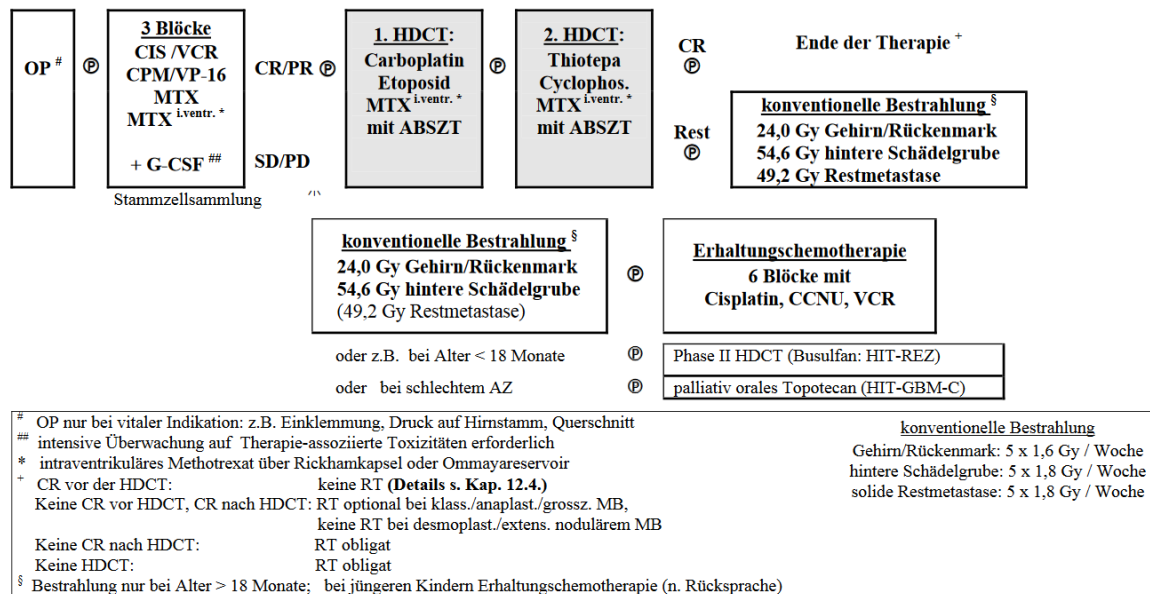 OP #
Ⓟ
3 Blöcke
CIS /VCR
CPM/VP-16
MTX
MTX i.ventr. *
+ G-CSF ##
Stammzellsammlung
CR/PR Ⓟ
SD/PD
1. HDCT:
Carboplatin
Etoposid
MTX i.ventr. *
mit ABSZT
Ⓟ
2. HDCT:
Thiotepa
Cyclophos.
MTX i.ventr. *
mit ABSZT
CR
Ⓟ
Ende der Therapie +
Rest
Ⓟ
konventionelle Bestrahlung §
24,0 Gy Gehirn/Rückenmark
54,6 Gy hintere Schädelgrube
49,2 Gy Restmetastase
konventionelle Bestrahlung §
24,0 Gy Gehirn/Rückenmark
54,6 Gy hintere Schädelgrube
(49,2 Gy Restmetastase)
Ⓟ
Erhaltungschemotherapie
6 Blöcke mit
Cisplatin, CCNU, VCR
oder z.B. bei Alter < 18 Monate Ⓟ Phase II HDCT (Busulfan: HIT-REZ)
oder bei schlechtem AZ Ⓟ palliativ orales Topotecan (HIT-GBM-C)
# OP nur bei vitaler Indikation: z.B. Einklemmung, Druck auf Hirnstamm, Querschnitt
## intensive Überwachung auf Therapie-assoziierte Toxizitäten erforderlich
* intraventrikuläres Methotrexat über Rickhamkapsel oder Ommayareservoir
+ CR vor der HDCT: keine RT (Details s. Kap. 12.4.)
Keine CR vor HDCT, CR nach HDCT: RT optional bei klass./anaplast./grossz. MB,
keine RT bei desmoplast./extens. nodulärem MB
Keine CR nach HDCT: RT obligat
Keine HDCT: RT obligat
§ Bestrahlung nur bei Alter > 18 Monate; bei jüngeren Kindern Erhaltungschemotherapie (n. Rücksprache)
konventionelle Bestrahlung
Gehirn/Rückenmark: 5 x 1,6 Gy / Woche
hintere Schädelgrube: 5 x 1,8 Gy / Woche
solide Restmetastase: 5 x 1,8 Gy / Woche